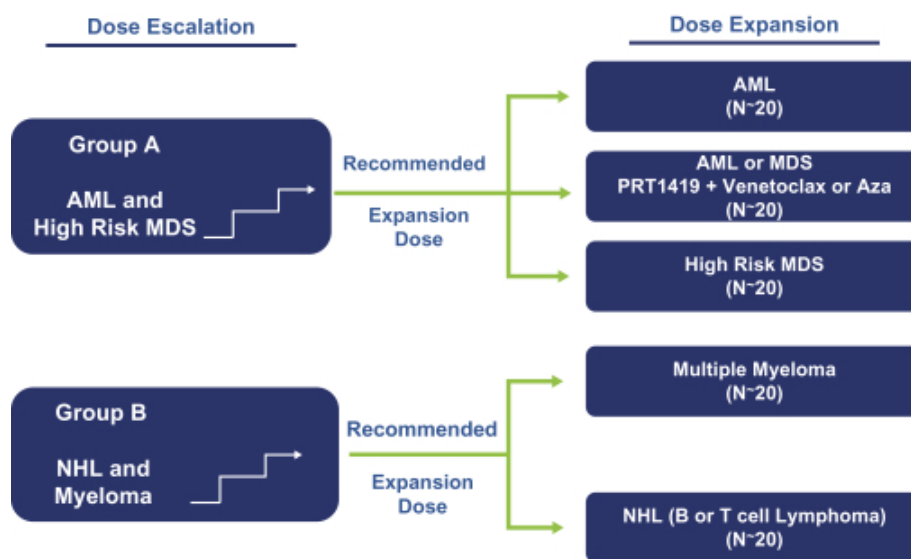 Dose Escalation
Dose Expansion
Group A
AML and
High Risk MDS
Recommended
Expansion
Dose
AML
(N~20)
AML or MDS
PRT1419 + Venetoclax or Aza
(N~20)
High Risk MDS
(N~20)
Group B
NHL and
Myeloma
Recommended
Expansion
Dose
Multiple Myeloma
(N~20)
NHL (B or T cell Lymphoma)
(N~20)